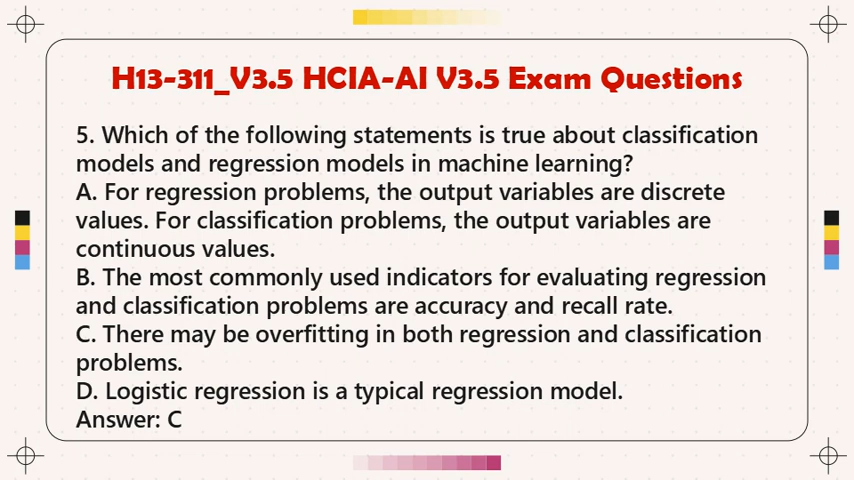 H13-311_V3.5 HCIA-AI V3.5 Exam Questions
5. Which of the following statements is true about classification
models and regression models in machine learning?
A. For regression problems, the output variables are discrete
values. For classification problems, the output variables are
continuous values.
B. The most commonly used indicators for evaluating regression
and classification problems are accuracy and recall rate.
C. There may be overfitting in both regression and classification
problems.
D. Logistic regression is a typical regression model.
Answer: C